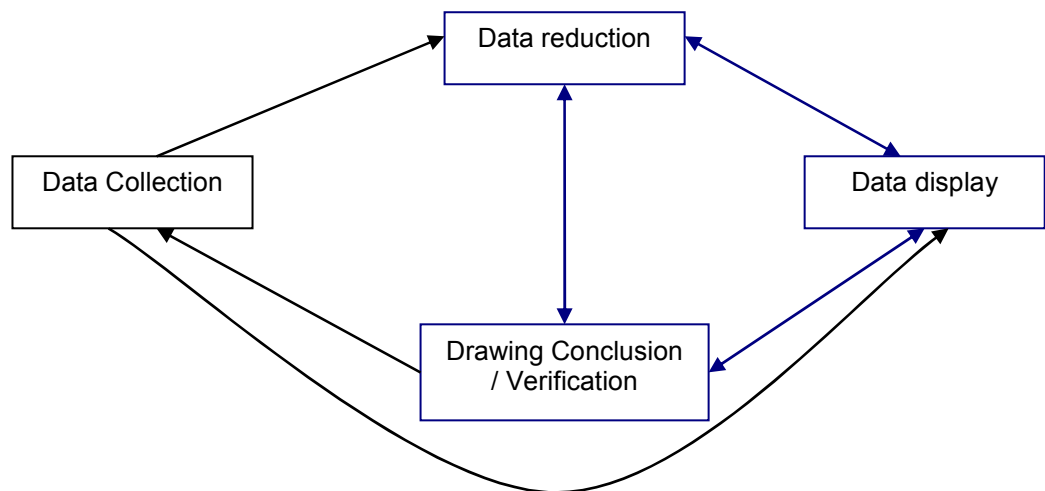 Data reduction
Data Collection
Data display
Drawing Conclusion
/ Verification